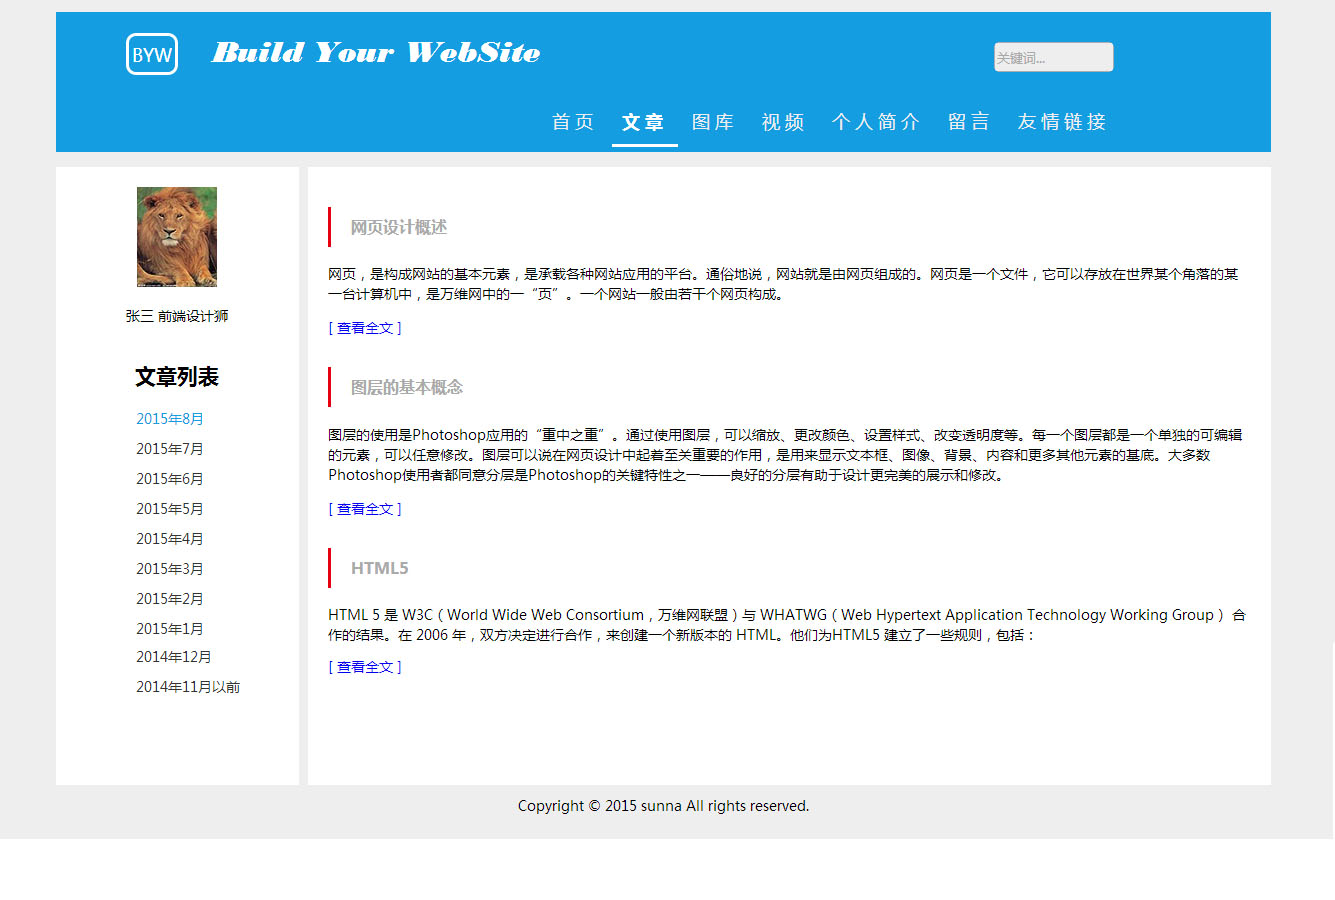 BYW
Build Your WebSite
关键词...
首页 文章 图库 视频 个人简介 留言 友情链接
张三 前端设计狮
文章列表
2015年8月
2015年7月
2015年6月
2015年5月
2015年4月
2015年3月
2015年2月
2015年1月
2014年12月
2014年11月以前
网页设计概述
网页，是构成网站的基本元素，是承载各种网站应用的平台。通俗地说，网站就是由网页组成的。网页是一个文件，它可以存放在世界某个角落的某
一台计算机中，是万维网中的一“页”。一个网站一般由若干个网页构成。
[ 查看全文 ]
图层的基本概念
图层的使用是Photoshop应用的“重中之重”。通过使用图层，可以缩放、更改颜色、设置样式、改变透明度等。每一个图层都是一个单独的可编辑
的元素，可以任意修改。图层可以说在网页设计中起着至关重要的作用，是用来显示文本框、图像、背景、内容和更多其他元素的基底。大多数
Photoshop使用者都同意分层是Photoshop的关键特性之一——良好的分层有助于设计更完美的展示和修改。
[ 查看全文 ]
HTML5
HTML 5 是 W3C（World Wide Web Consortium，万维网联盟）与 WHATWG（Web Hypertext Application Technology Working Group ） 合
作的结果。在 2006 年，双方决定进行合作，来创建一个新版本的 HTML。他们为HTML5 建立了一些规则，包括：
[ 查看全文 ]
Copyright © 2015 sunna All rights reserved.